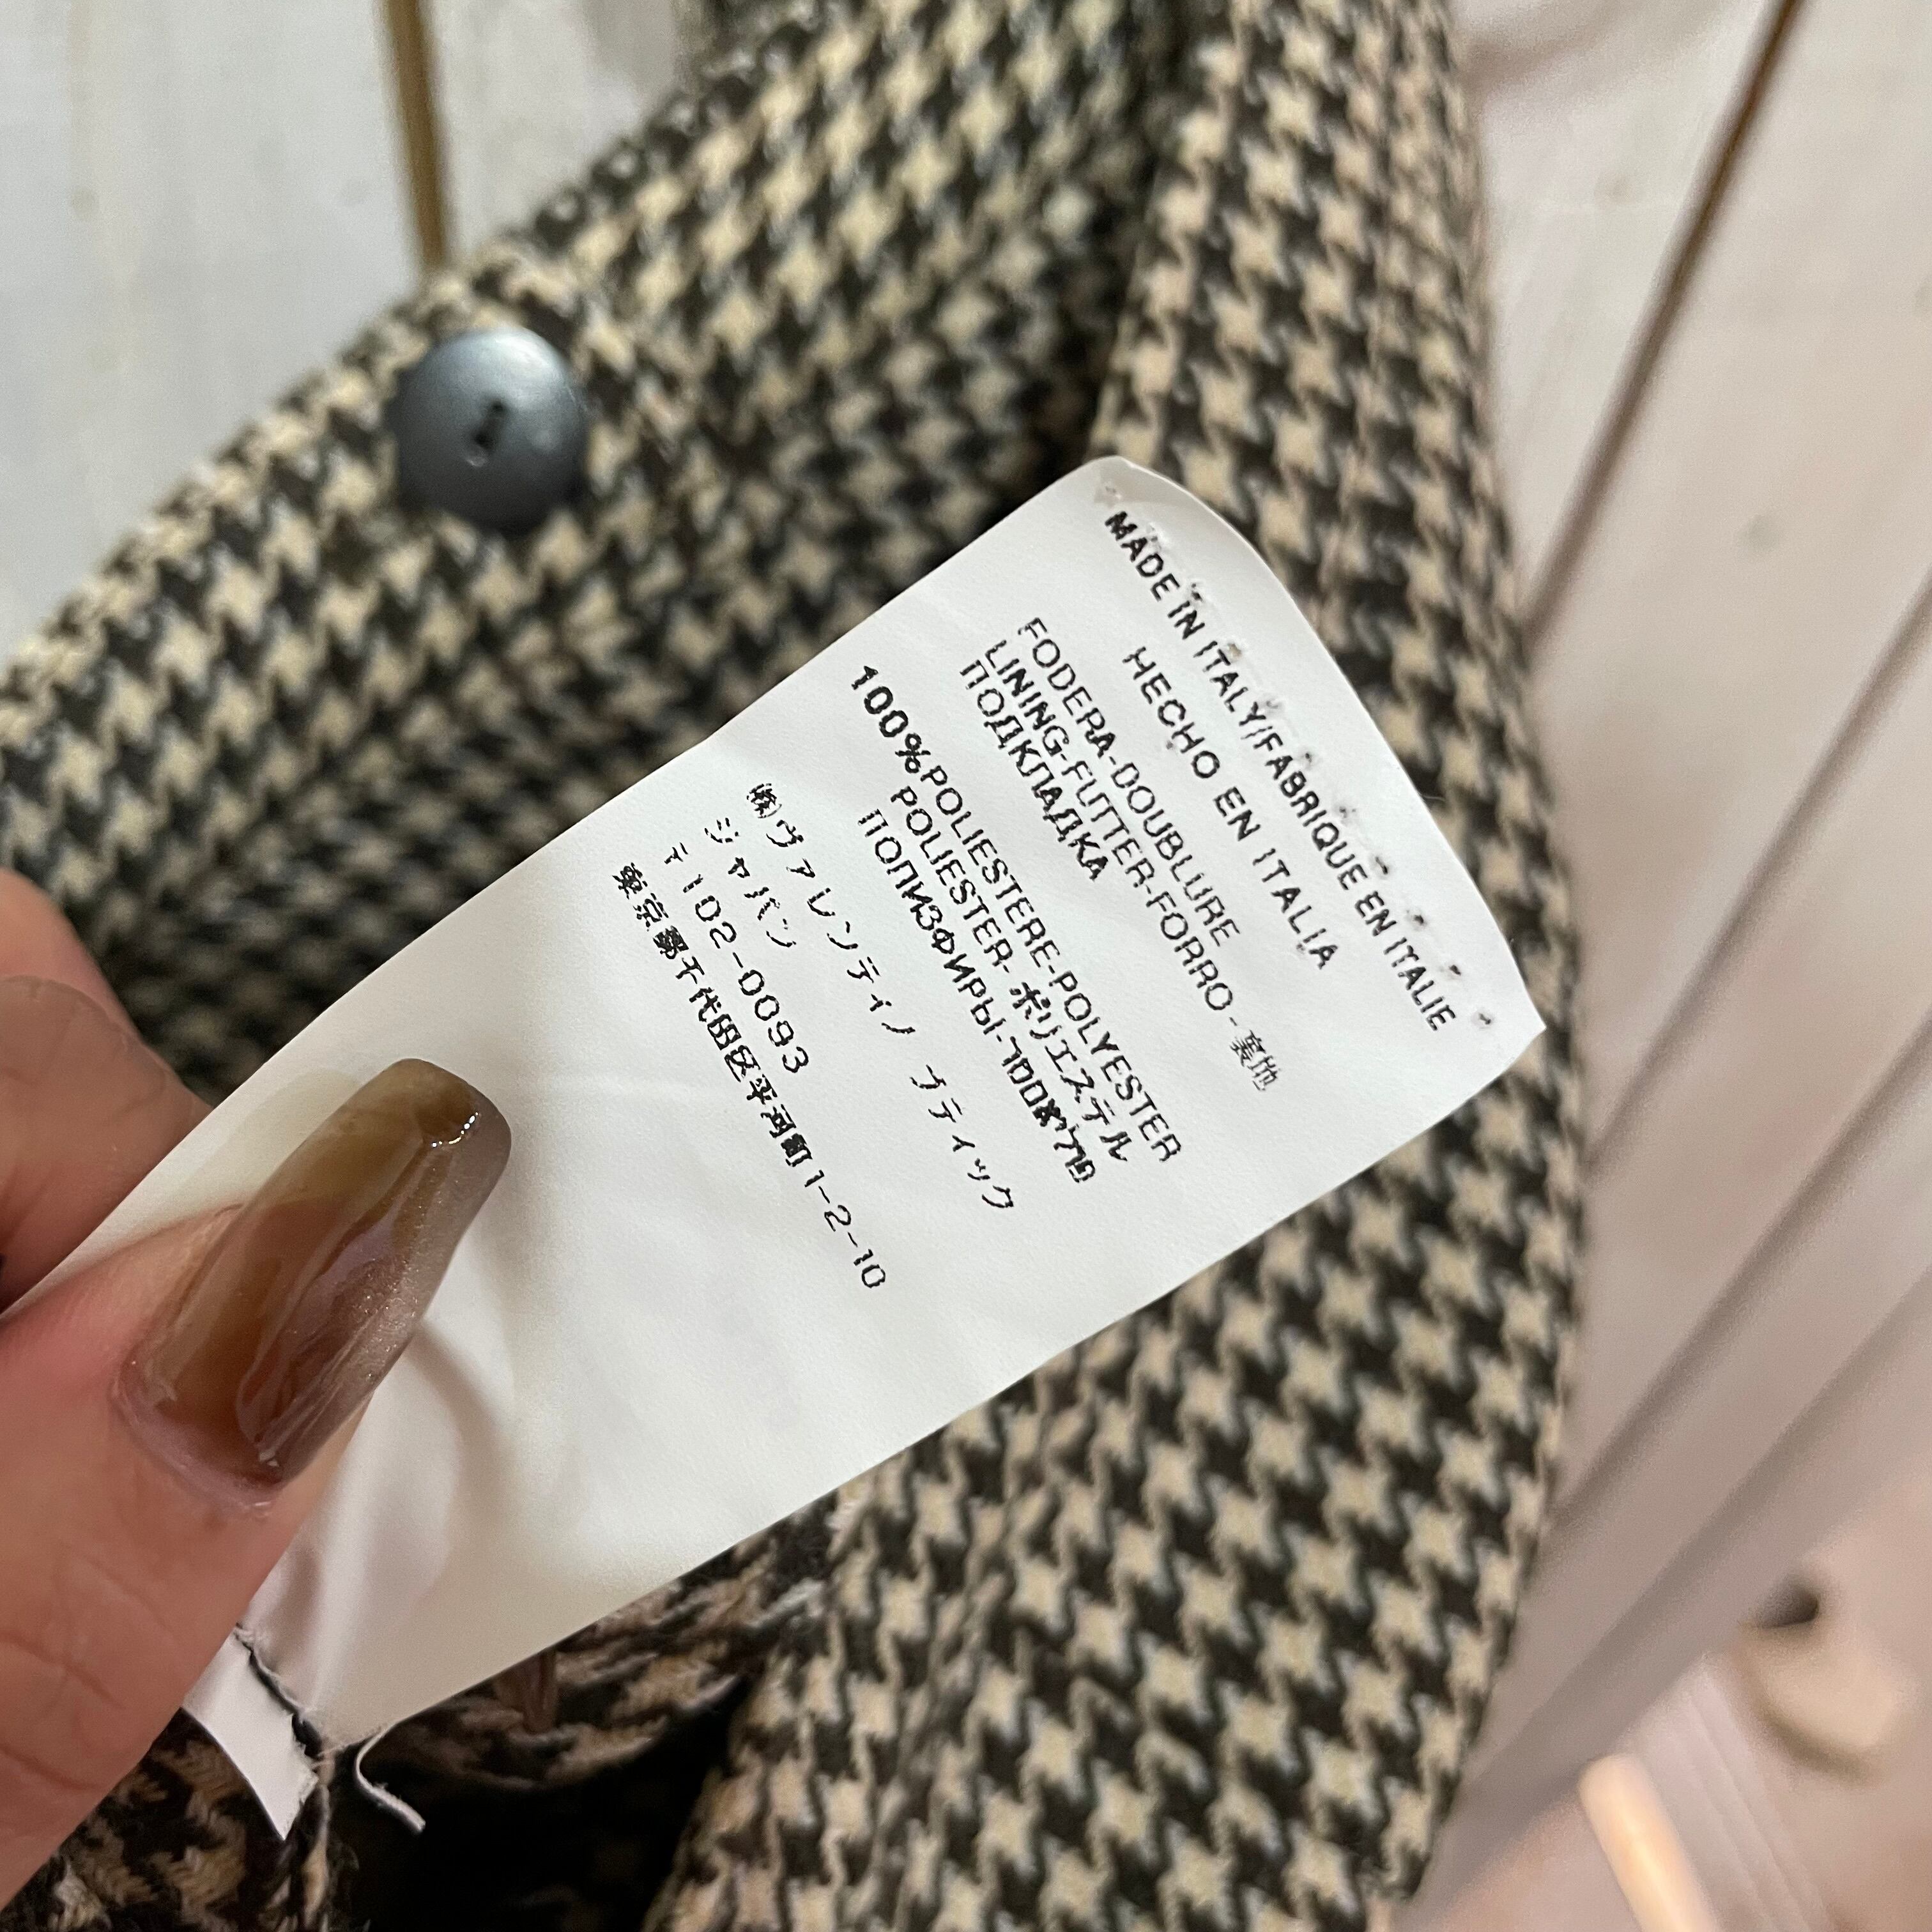 MADE IN ITALY/FABRIQUE EN ITALIE
HECHO EN ITALIA
FODERA-DOUBLURE
LINING-FUTTER-FORRO-裏地
ПОДКЛАДКА
100%POLIESTERE-POLYESTER
POLIESTER-ポリエステル
ПОЛИЭФИРЫ-
㈱ヴァレンティノ ブティック
ジャパン
〒102-0093
東京都千代田区平河町1-2-10